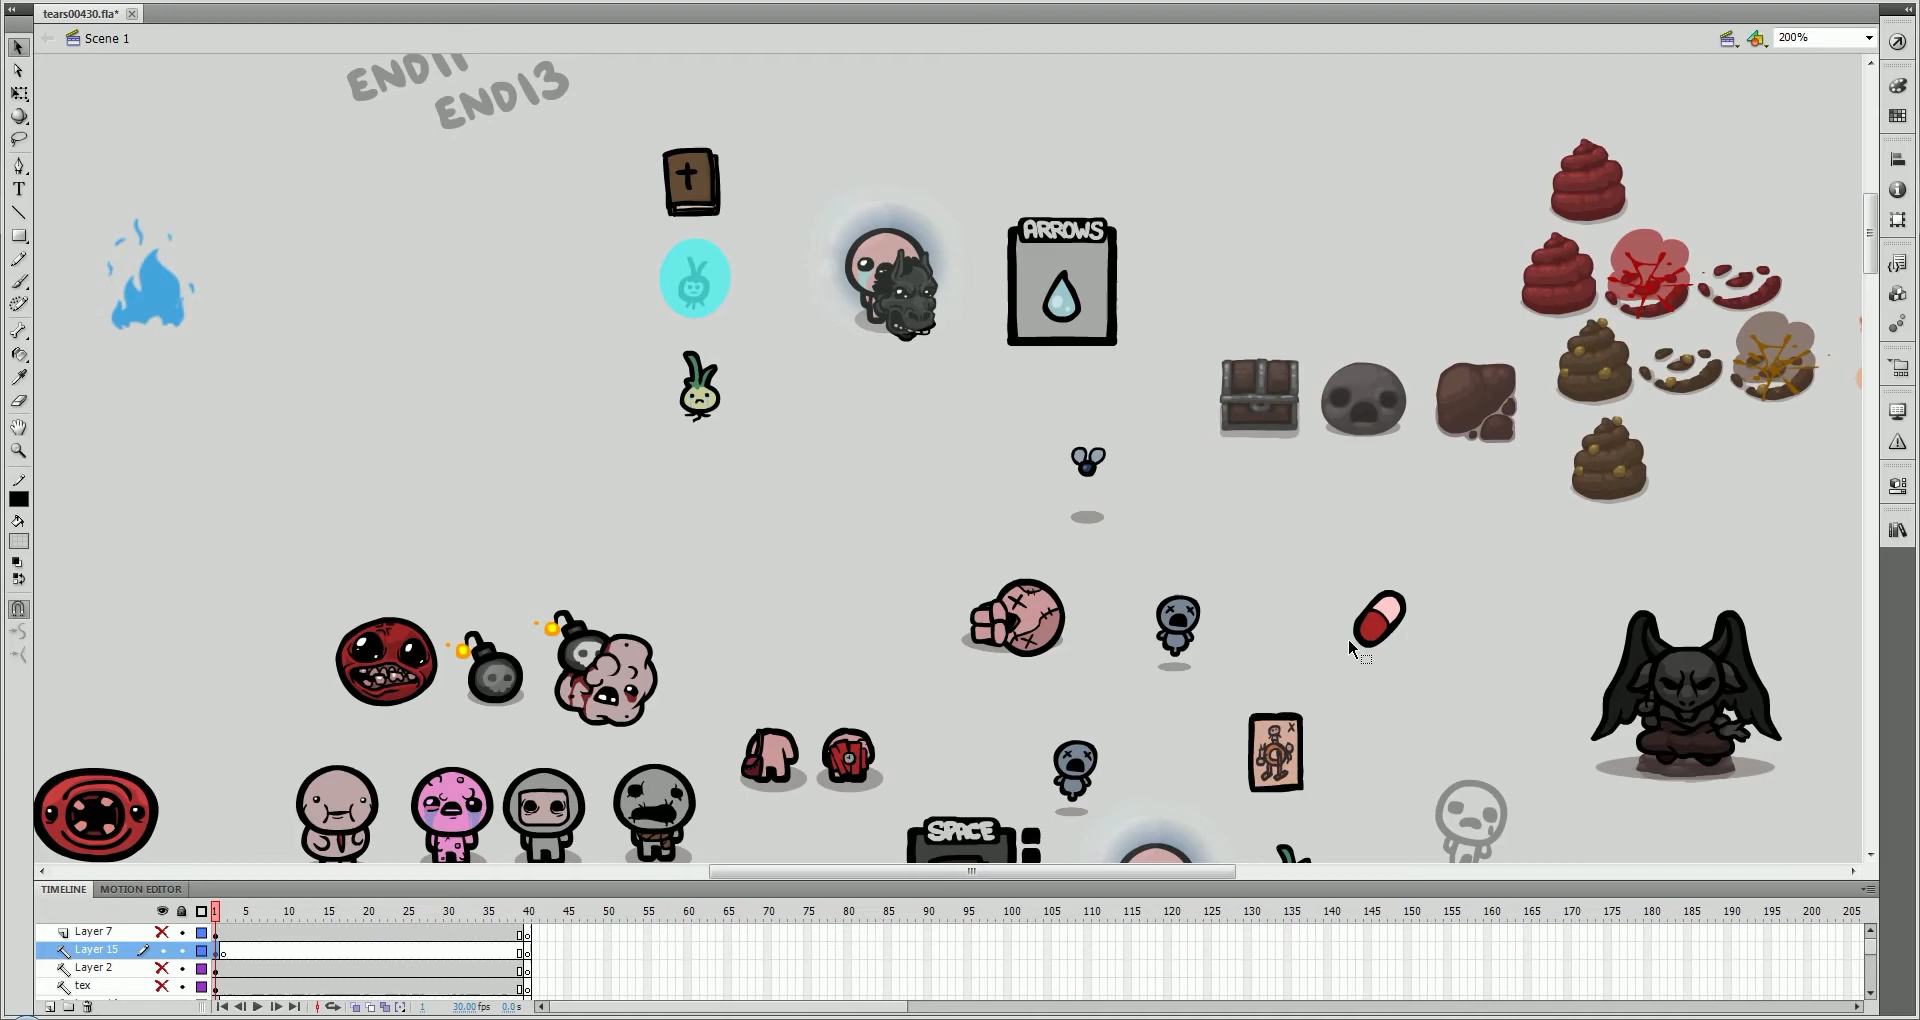 tears00430.fla*
Scene 1
200%
END11
END13
ARROWS
SPACE
TIMELINE
MOTION EDITOR
1 5 10 15 20 25 30 35 40 45 50 55 60 65 70 75 80 85 90 95 100 105 110 115 120 125 130 135 140 145 150 155 160 165 170 175 180 185 190 195 200 205
Layer 7
Layer 15
Layer 2
tex
1 30.00 fps 0.0 s